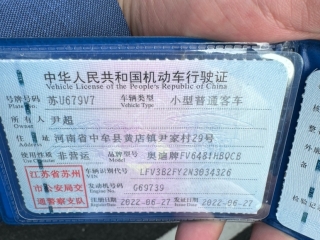 中华人民共和国机动车行驶证
Vehicle License of the People's Republic of China
号牌号码 苏U679V7 车辆类型 小型普通客车
Vehicle Type
所有人 尹超
住址 河南省中牟县黄店镇尹家村29号
使用性质 非营运 品牌型号 奥迪牌FV6481HBQCB
江苏省苏州市公安局交通警察支队
车辆识别代号 LFV3B2FY2N3034326
VIN
发动机号码 G69739
注册日期 2022-06-27 发证日期 2022-06-27